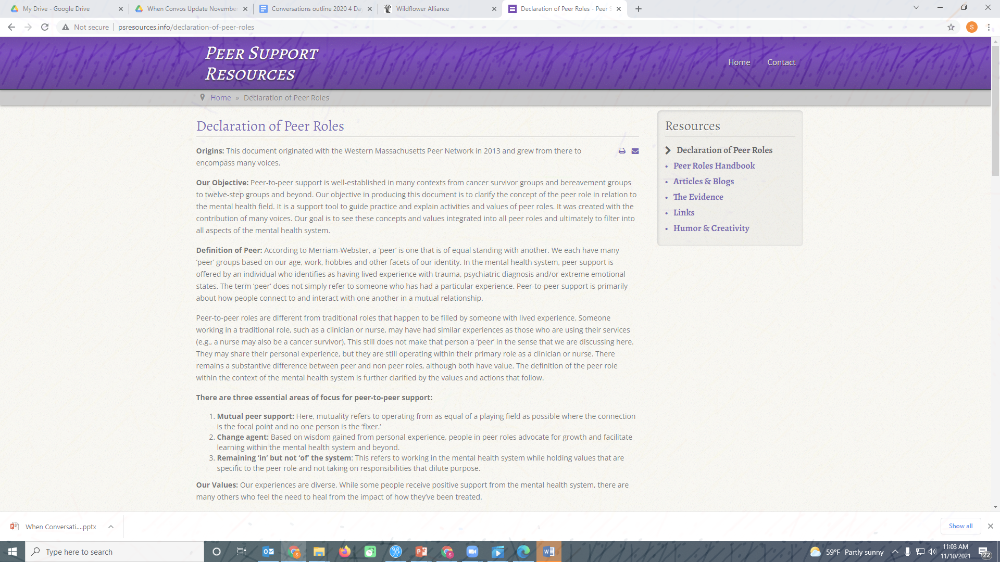 My Drive - Google Drive
When Convos Update November
Conversations outline 2020 4 Da
Wildflower Alliance
Declaration of Peer Roles - Peer S
Not secure
psresources.info/declaration-of-peer-roles
S
PEER SUPPORT
RESOURCES
Home
Contact
Home » Declaration of Peer Roles
Declaration of Peer Roles
Origins: This document originated with the Western Massachusetts Peer Network in 2013 and grew from there to
encompass many voices.
Our Objective: Peer-to-peer support is well-established in many contexts from cancer survivor groups and bereavement groups
to twelve-step groups and beyond. Our objective in producing this document is to clarify the concept of the peer role in relation to
the mental health field. It is a support tool to guide practice and explain activities and values of peer roles. It was created with the
contribution of many voices. Our goal is to see these concepts and values integrated into all peer roles and ultimately to filter into
all aspects of the mental health system.
Definition of Peer: According to Merriam-Webster, a ‘peer’ is one that is of equal standing with another. We each have many
‘peer’ groups based on our age, work, hobbies and other facets of our identity. In the mental health system, peer support is
offered by an individual who identifies as having lived experience with trauma, psychiatric diagnosis and/or extreme emotional
states. The term ‘peer’ does not simply refer to someone who has had a particular experience. Peer-to-peer support is primarily
about how people connect to and interact with one another in a mutual relationship.
Peer-to-peer roles are different from traditional roles that happen to be filled by someone with lived experience. Someone
working in a traditional role, such as a clinician or nurse, may have had similar experiences as those who are using their services
(e.g., a nurse may also be a cancer survivor). This still does not make that person a ‘peer’ in the sense that we are discussing here.
They may share their personal experience, but they are still operating within their primary role as a clinician or nurse. There
remains a substantive difference between peer and non peer roles, although both have value. The definition of the peer role
within the context of the mental health system is further clarified by the values and actions that follow.
There are three essential areas of focus for peer-to-peer support:
1. Mutual peer support: Here, mutuality refers to operating from as equal of a playing field as possible where the connection
is the focal point and no one person is the ‘fixer.’
2. Change agent: Based on wisdom gained from personal experience, people in peer roles advocate for growth and facilitate
learning within the mental health system and beyond.
3. Remaining ‘in’ but not ‘of’ the system: This refers to working in the mental health system while holding values that are
specific to the peer role and not taking on responsibilities that dilute purpose.
Our Values: Our experiences are diverse. While some people receive positive support from the mental health system, there are
many others who feel the need to heal from the impact of how they’ve been treated.
Resources
Declaration of Peer Roles
• Peer Roles Handbook
• Articles & Blogs
• The Evidence
• Links
• Humor & Creativity
When Conversati....pptx
Show all
Type here to search
59°F Partly sunny
11:03 AM
11/10/2021
22